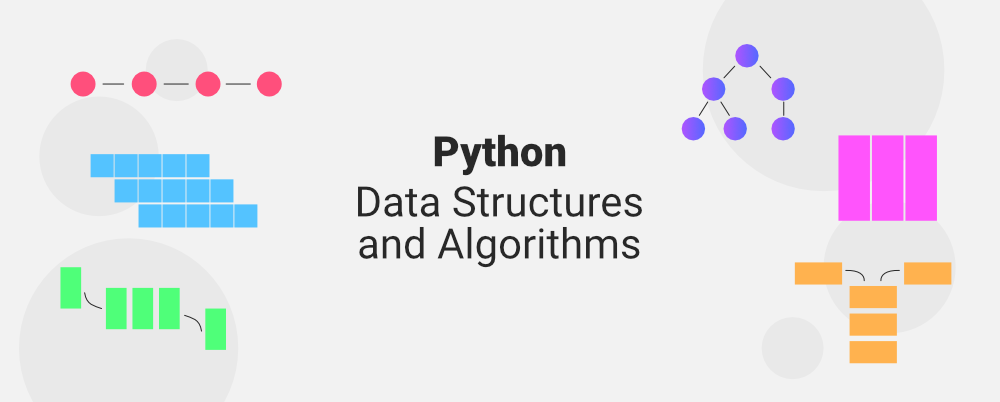 Python
Data Structures
and Algorithms